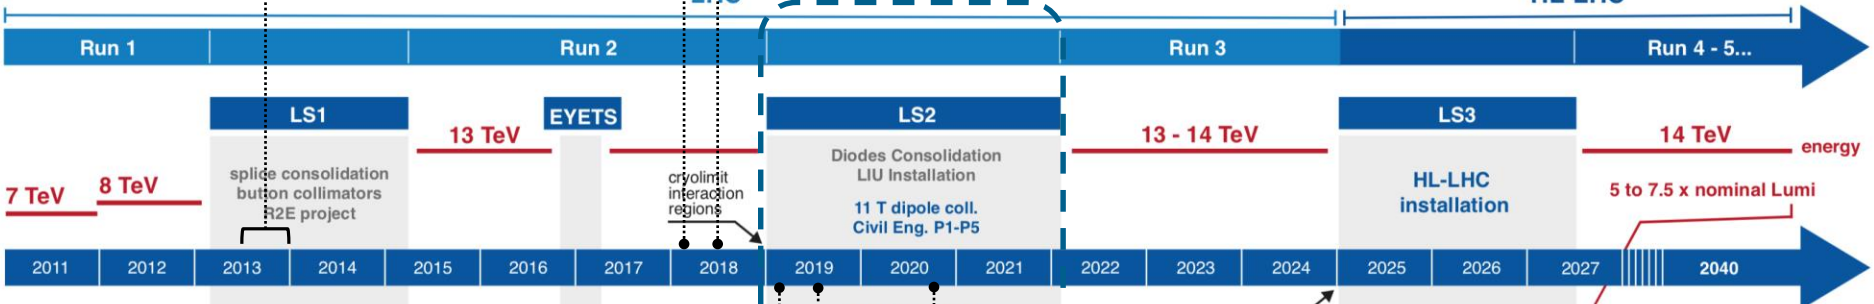 LHC
HL-LHC
Run 1
Run 2
Run 3
Run 4 - 5...
LS1
EYETS
LS2
LS3
13 TeV
13 - 14 TeV
14 TeV
energy
7 TeV
8 TeV
splice consolidation
button collimators
R2E project
cryolimit
interaction
regions
Diodes Consolidation
LIU Installation
11 T dipole coll.
Civil Eng. P1-P5
HL-LHC
installation
5 to 7.5 x nominal Lumi
2011 2012 2013 2014 2015 2016 2017 2018 2019 2020 2021 2022 2023 2024 2025 2026 2027 2040